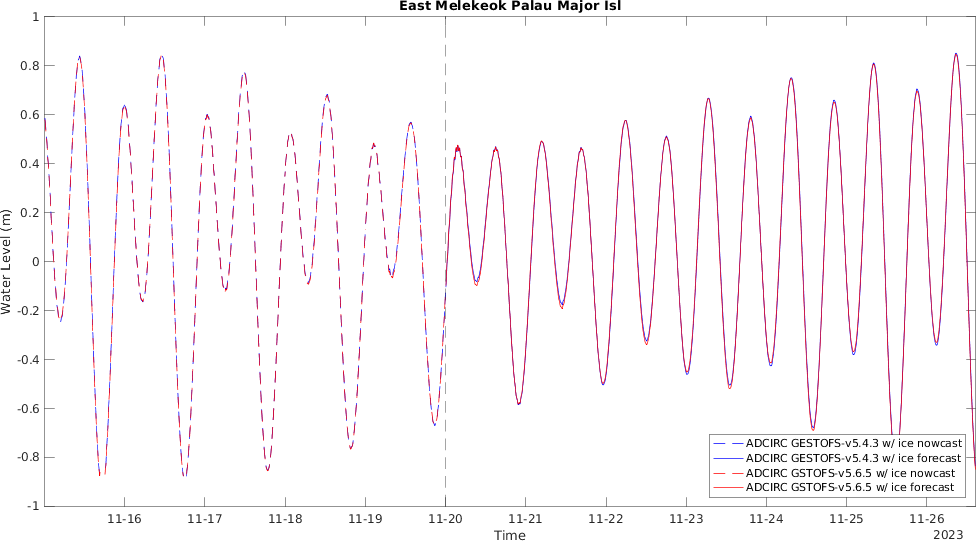 East Melekeok Palau Major Isl
1
0.8
0.6
0.4
0.2
0
-0.2
-0.4
-0.6
-0.8
-1
Water Level (m)
ADCIRC GESTOFS-v5.4.3 w/ ice nowcast
ADCIRC GESTOFS-v5.4.3 w/ ice forecast
ADCIRC GSTOFS-v5.6.5 w/ ice nowcast
ADCIRC GSTOFS-v5.6.5 w/ ice forecast
11-16 11-17 11-18 11-19 11-20 11-21 11-22 11-23 11-24 11-25 11-26
Time 2023